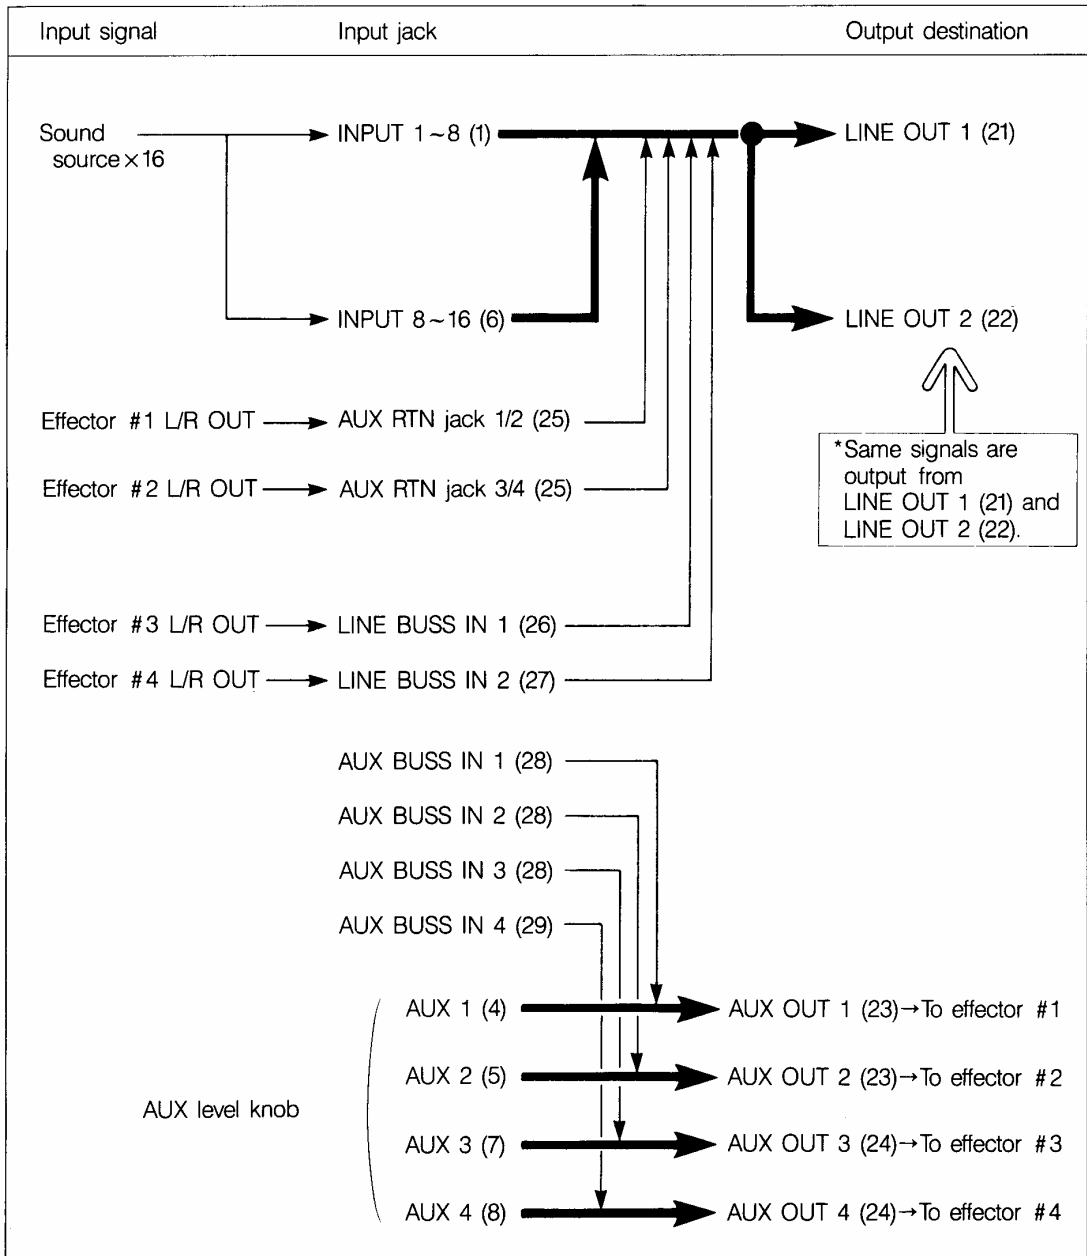 Input signal Input jack Output destination
Sound INPUT 1~8 (1) LINE OUT 1 (21)
source×16
INPUT 8~16 (6) LINE OUT 2 (22)
Effector #1 L/R OUT AUX RTN jack 1/2 (25)
*Same signals are
Effector #2 L/R OUT AUX RTN jack 3/4 (25)
output from
LINE OUT 1 (21) and
LINE OUT 2 (22).
Effector #3 L/R OUT LINE BUSS IN 1 (26)
Effector #4 L/R OUT LINE BUSS IN 2 (27)
AUX BUSS IN 1 (28)
AUX BUSS IN 2 (28)
AUX BUSS IN 3 (28)
AUX BUSS IN 4 (29)
AUX 1 (4) AUX OUT 1 (23)→To effector #1
AUX 2 (5) AUX OUT 2 (23)→To effector #2
AUX level knob
AUX 3 (7) AUX OUT 3 (24)→To effector #3
AUX 4 (8) AUX OUT 4 (24)→To effector #4